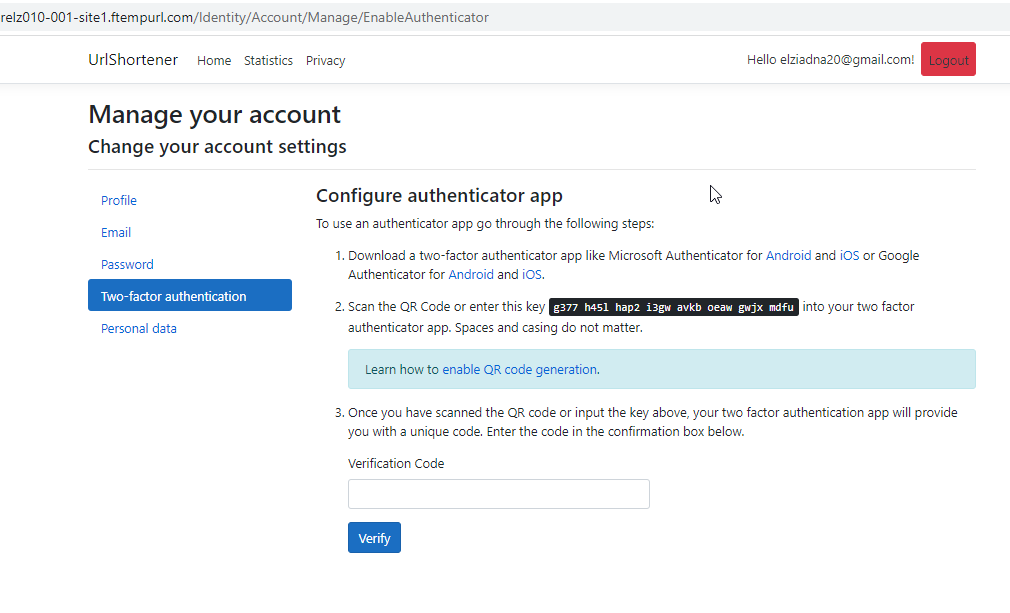 relz010-001-site1.ftempurl.com/Identity/Account/Manage/EnableAuthenticator
UrlShortener Home Statistics Privacy Hello elziadna20@gmail.com! Logout
Manage your account
Change your account settings
Profile
Email
Password
Two-factor authentication
Personal data
Configure authenticator app
To use an authenticator app go through the following steps:
1. Download a two-factor authenticator app like Microsoft Authenticator for Android and iOS or Google
Authenticator for Android and iOS.
2. Scan the QR Code or enter this key g377 h45l hap2 i3gw avkb oeaw gwjx mdfu into your two factor
authenticator app. Spaces and casing do not matter.
Learn how to enable QR code generation.
3. Once you have scanned the QR code or input the key above, your two factor authentication app will provide
you with a unique code. Enter the code in the confirmation box below.
Verification Code
Verify